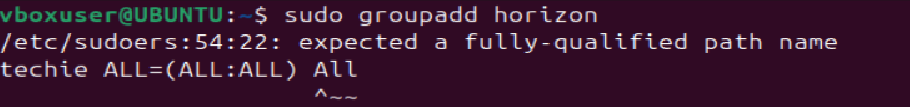 vboxuser@UBUNTU:~$ sudo groupadd horizon
/etc/sudoers:54:22: expected a fully-qualified path name
techie ALL=(ALL:ALL) All
                     ^~~